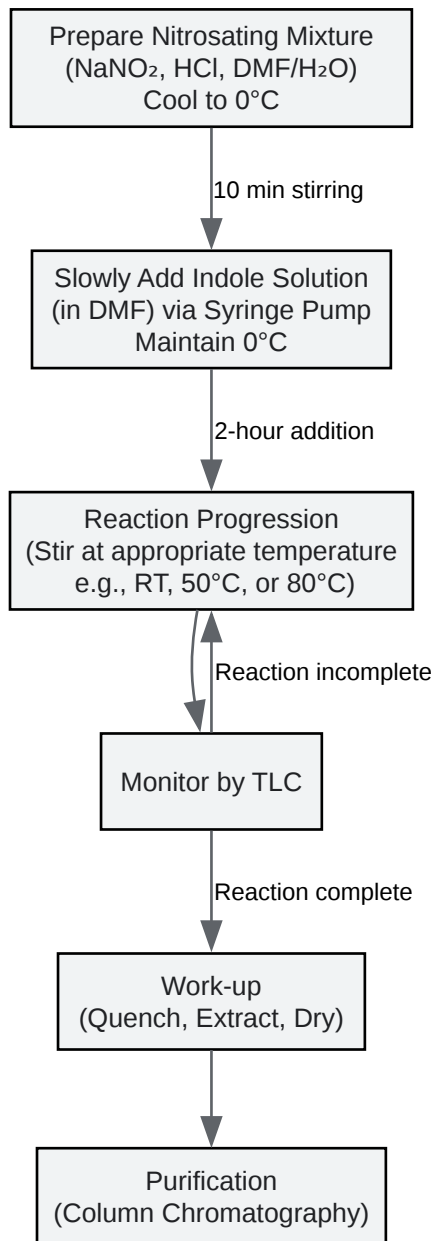 Prepare Nitrosating Mixture
(NaNO₂, HCl, DMF/H₂O)
Cool to 0°C
10 min stirring
Slowly Add Indole Solution
(in DMF) via Syringe Pump
Maintain 0°C
2-hour addition
Reaction Progression
(Stir at appropriate temperature
e.g., RT, 50°C, or 80°C)
Reaction incomplete
Monitor by TLC
Reaction complete
Work-up
(Quench, Extract, Dry)
Purification
(Column Chromatography)